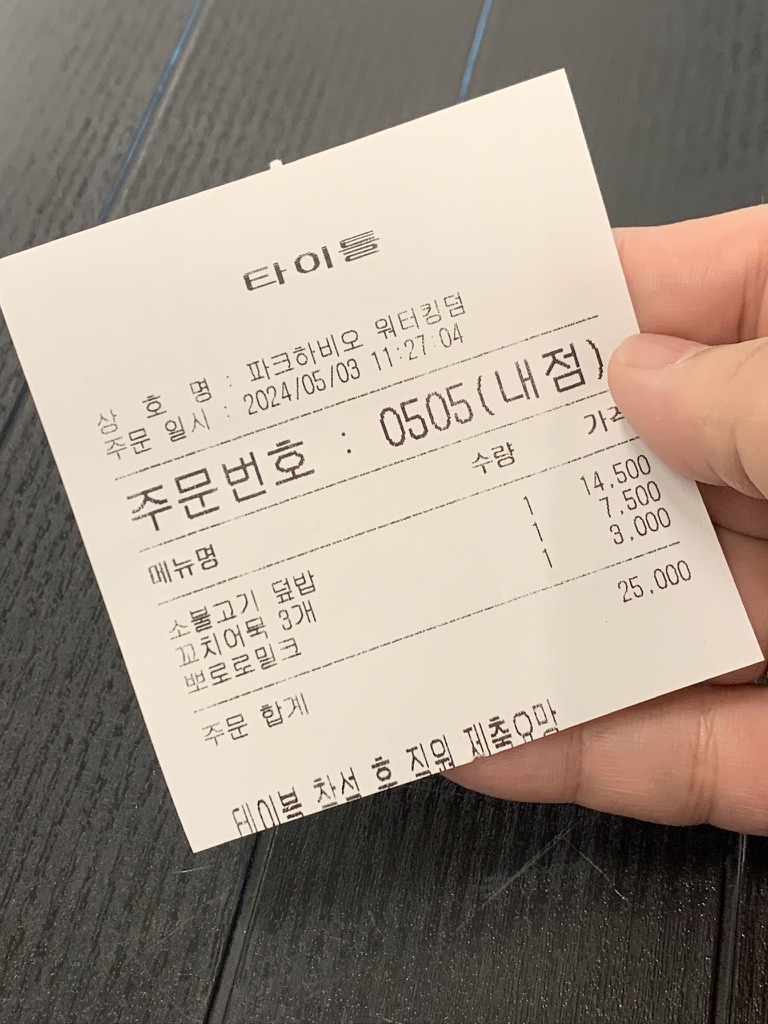 타이틀
상 호 명 : 파크하비오 워터킹덤
주문 일시 : 2024/05/03 11:27:04
주문번호 : 0505(내점)
메뉴명 수량
소불고기 덮밥 1 14,500
꼬치어묵 3개 1 7,500
뽀로로밀크 1 3,000
주문 합계 25,000
테이블 착석 후 직원 제출요망